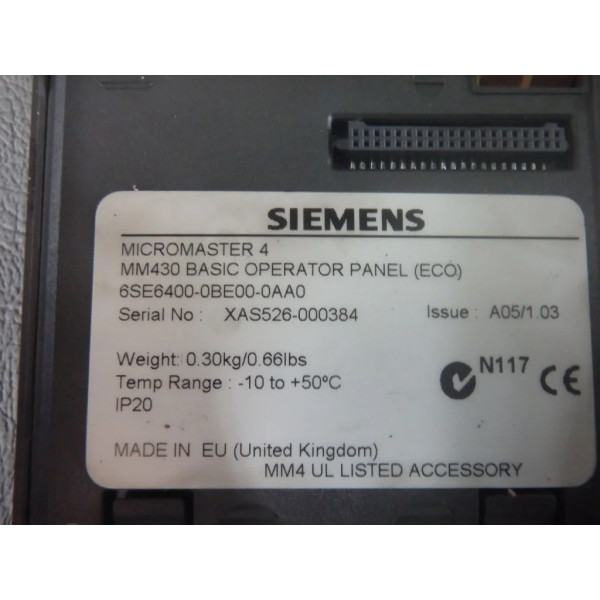 SIEMENS
MICROMASTER 4
MM430 BASIC OPERATOR PANEL (ECO)
6SE6400-0BE00-0AA0
Serial No : XAS526-000384 Issue : A05/1.03
Weight: 0.30kg/0.66lbs
Temp Range : -10 to +50ºC
IP20
N117 CE
MADE IN EU (United Kingdom)
MM4 UL LISTED ACCESSORY